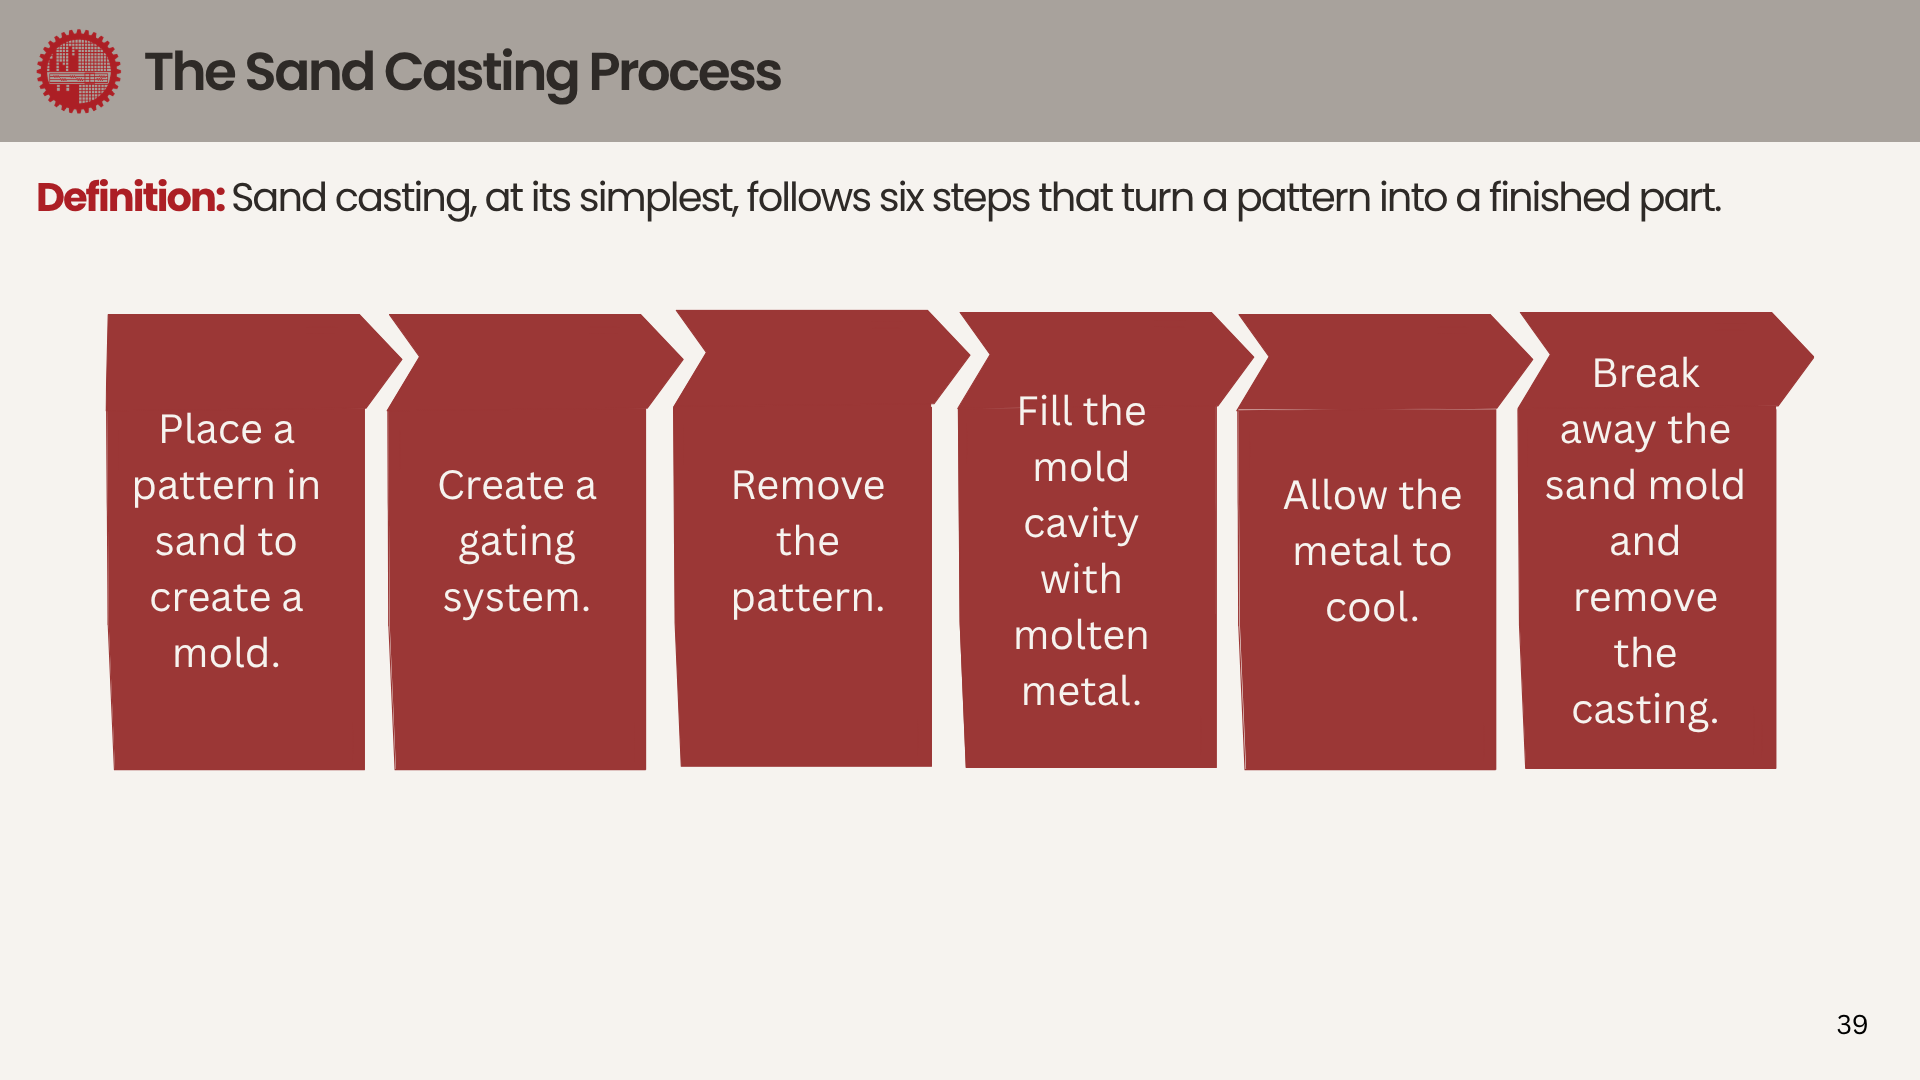 The Sand Casting Process
Definition: Sand casting, at its simplest, follows six steps that turn a pattern into a finished part.
Place a
pattern in
sand to
create a
mold.
Create a
gating
system.
Remove
the
pattern.
Fill the
mold
cavity
with
molten
metal.
Allow the
metal to
cool.
Break
away the
sand mold
and
remove
the
casting.
39